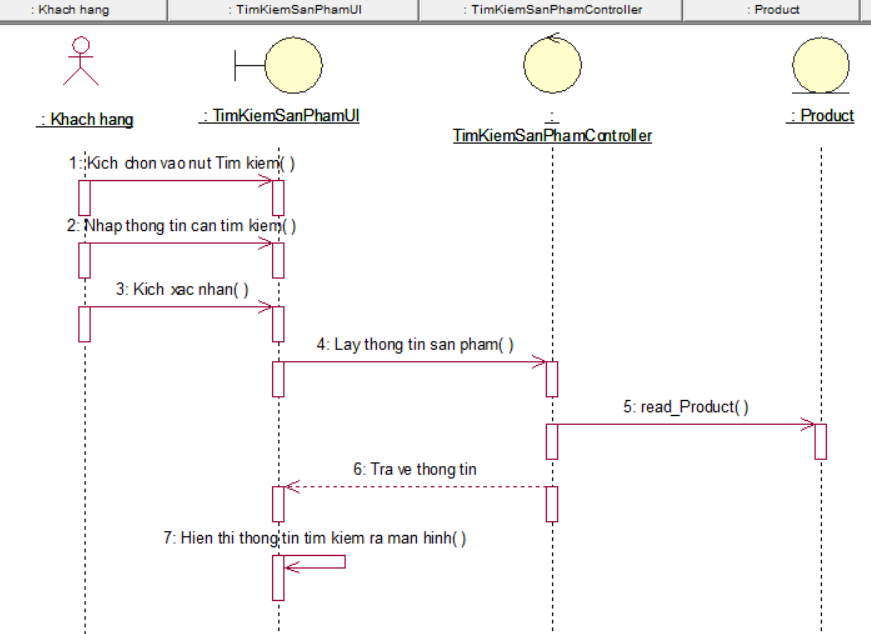 : Khach hang
: TimKiemSanPhamUI
: TimKiemSanPhamController
: Product
: Khach hang
: TimKiemSanPhamUI
:
TimKiemSanPhamController
: Product
1: Kich chon vao nut Tim kiem( )
2: Nhap thong tin can tim kiem( )
3: Kich xac nhan( )
4: Lay thong tin san pham( )
5: read_Product( )
6: Tra ve thong tin
7: Hien thi thong tin tim kiem ra man hinh( )